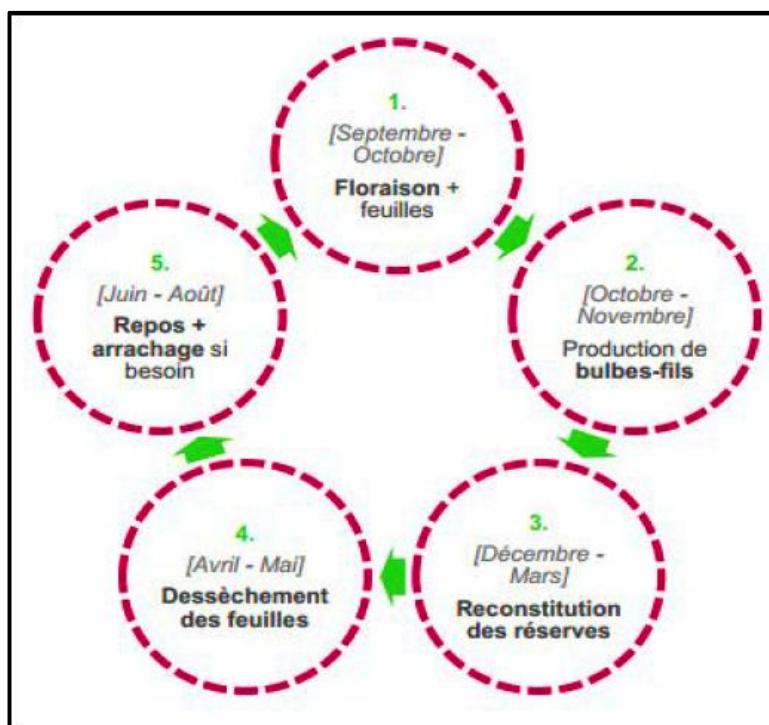 1.
[Septembre -
Octobre]
Floraison +
feuilles
2.
[Octobre -
Novembre]
Production de
bulbes-fils
3.
[Décembre -
Mars]
Reconstitution
des réserves
4.
[Avril - Mai]
Dessèchement
des feuilles
5.
[Juin - Août]
Repos +
arrachage si
besoin